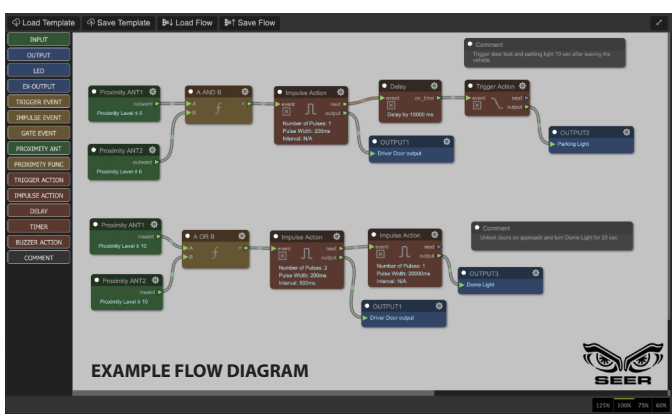 Load Template Save Template Load Flow Save Flow
INPUT
OUTPUT
LED
EX-OUTPUT
TRIGGER EVENT
IMPULSE EVENT
GATE EVENT
PROXIMITY ANT
PROXIMITY FUNC
TRIGGER ACTION
IMPULSE ACTION
DELAY
TIMER
BUZZER ACTION
COMMENT
Comment
Trigger door lock and parking light 10 sec after leaving the
vehicle
Proximity ANT1
outward
Proximity Level ≤ 5
A AND B
A
B
Impulse Action
event next
output
Number of Pulses: 1
Pulse Width: 200ms
Interval: N/A
Delay
event on_time
Delay by 10000 ms
Trigger Action
event next
output
Proximity ANT2
outward
Proximity Level ≤ 6
OUTPUT1
Driver Door output
OUTPUT2
Parking Light
Comment
Unlock doors on approach and turn Dome Light for 20 sec
Proximity ANT1
inward
Proximity Level ≥ 10
A OR B
A
B
Impulse Action
event next
output
Number of Pulses: 2
Pulse Width: 200ms
Interval: 500ms
Impulse Action
event next
output
Number of Pulses: 1
Pulse Width: 20000ms
Interval: N/A
Proximity ANT2
inward
Proximity Level ≥ 10
OUTPUT3
Dome Light
OUTPUT1
Driver Door output
EXAMPLE FLOW DIAGRAM
SEER
125% 100% 75% 60%